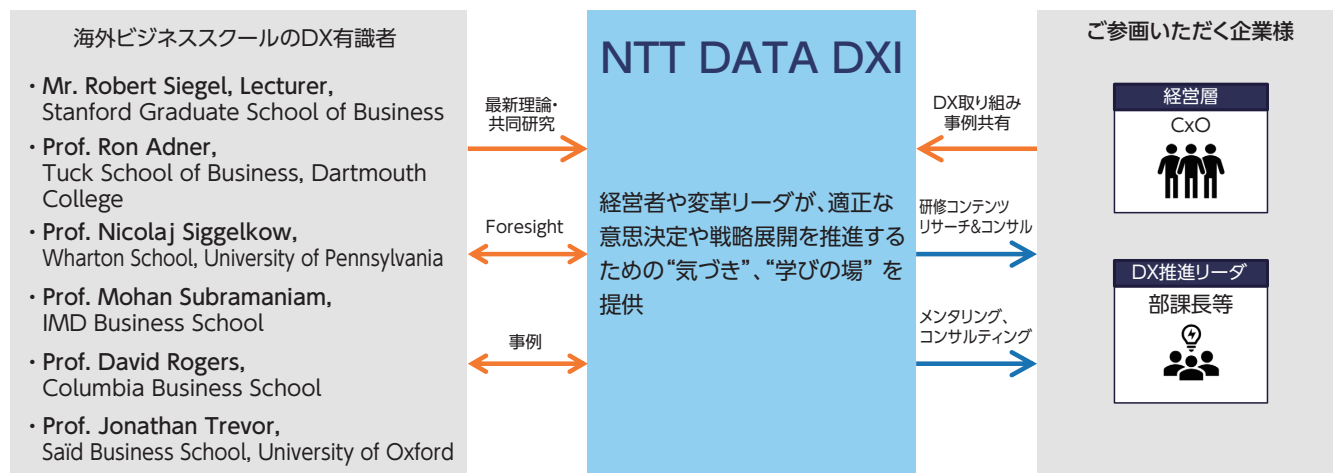 海外ビジネススクールのDX有識者
・Mr. Robert Siegel, Lecturer,
Stanford Graduate School of Business
・Prof. Ron Adner,
Tuck School of Business, Dartmouth
College
・Prof. Nicolaj Siggelkow,
Wharton School, University of Pennsylvania
・Prof. Mohan Subramaniam,
IMD Business School
・Prof. David Rogers,
Columbia Business School
・Prof. Jonathan Trevor,
Saïd Business School, University of Oxford
最新理論・
共同研究
Foresight
事例
NTT DATA DXI
経営者や変革リーダが、適正な
意思決定や戦略展開を推進する
ための“気づき”、“学びの場” を
提供
DX取り組み
事例共有
研修コンテンツ
リサーチ&コンサル
メンタリング、
コンサルティング
ご参画いただく企業様
経営層
CxO
DX推進リーダ
部課長等